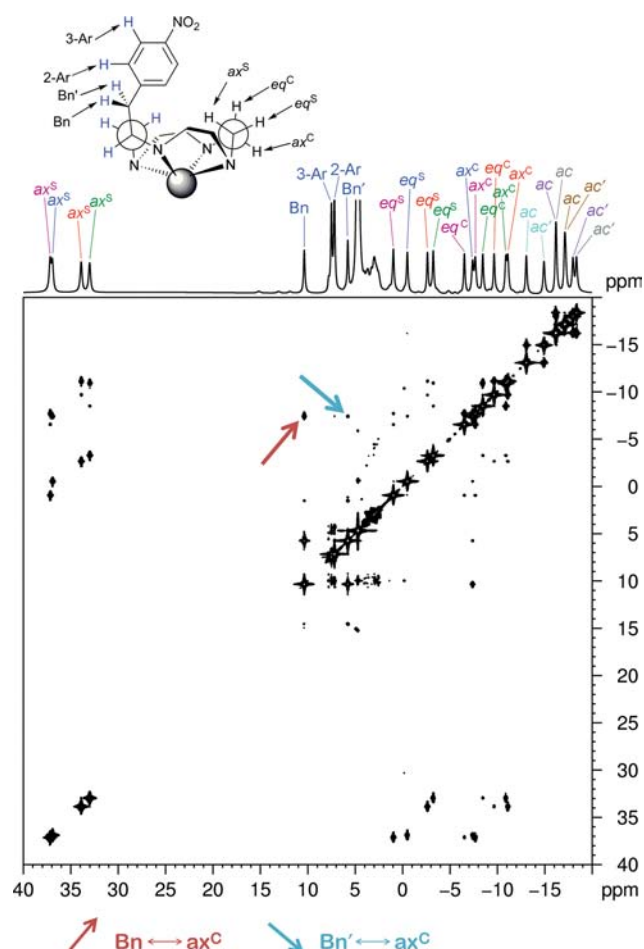 NO₂
H
3-Ar
2-Ar
H
Bn'
H
Bn
H
H
H
H
N
N
N
N
axˢ
H
H
eqᶜ
H
eqˢ
H
axᶜ
axˢ
axˢ
axˢ
axˢ
Bn
3-Ar
2-Ar
Bn'
eqˢ
eqˢ
eqˢ
eqˢ
eqᶜ
axᶜ
axᶜ
eqᶜ
eqᶜ
axᶜ
axᶜ
ac
ac'
ac
ac
ac
ac'
ac'
ac'
ppm
-15
-10
-5
0
5
10
15
20
25
30
35
40
40 35 30 25 20 15 10 5 0 -5 -10 -15 ppm
Bn ↔ axᶜ Bn' ↔ axᶜ